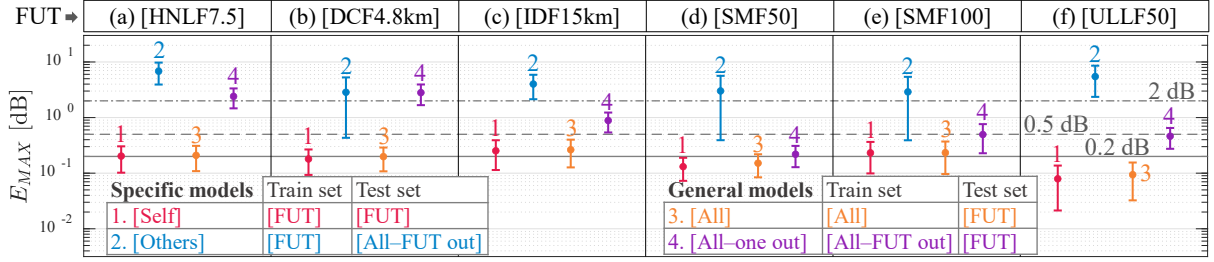 FUT ➡ (a) [HNLF7.5] (b) [DCF4.8km] (c) [IDF15km] (d) [SMF50] (e) [SMF100] (f) [ULLF50]
E_MAX [dB]
10 1
10 0
10 -1
10 -2
2 4 2 4 2 4 2 4 2 4 2 4
1 3 1 3 1 3 1 3 1 3 1 3
2 dB
0.5 dB
0.2 dB
Specific models Train set Test set
1. [Self] [FUT] [FUT]
2. [Others] [FUT] [All–FUT out]
General models Train set Test set
3. [All] [All] [FUT]
4. [All–one out] [All–FUT out] [FUT]